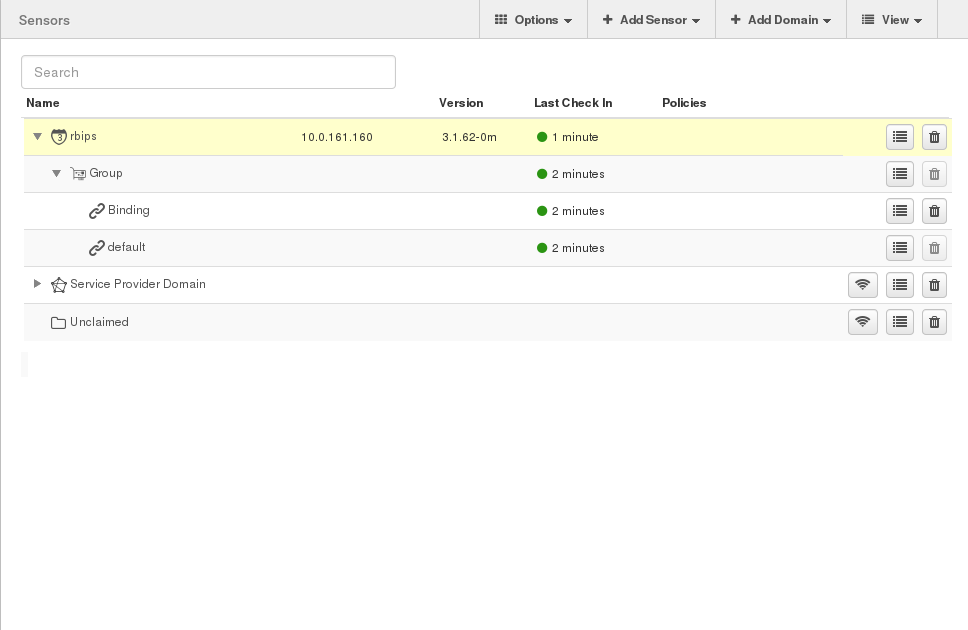 Sensors Options Add Sensor Add Domain View
Search
Name Version Last Check In Policies
3 rbips 10.0.161.160 3.1.62-0m 1 minute
Group 2 minutes
Binding 2 minutes
default 2 minutes
Service Provider Domain
Unclaimed